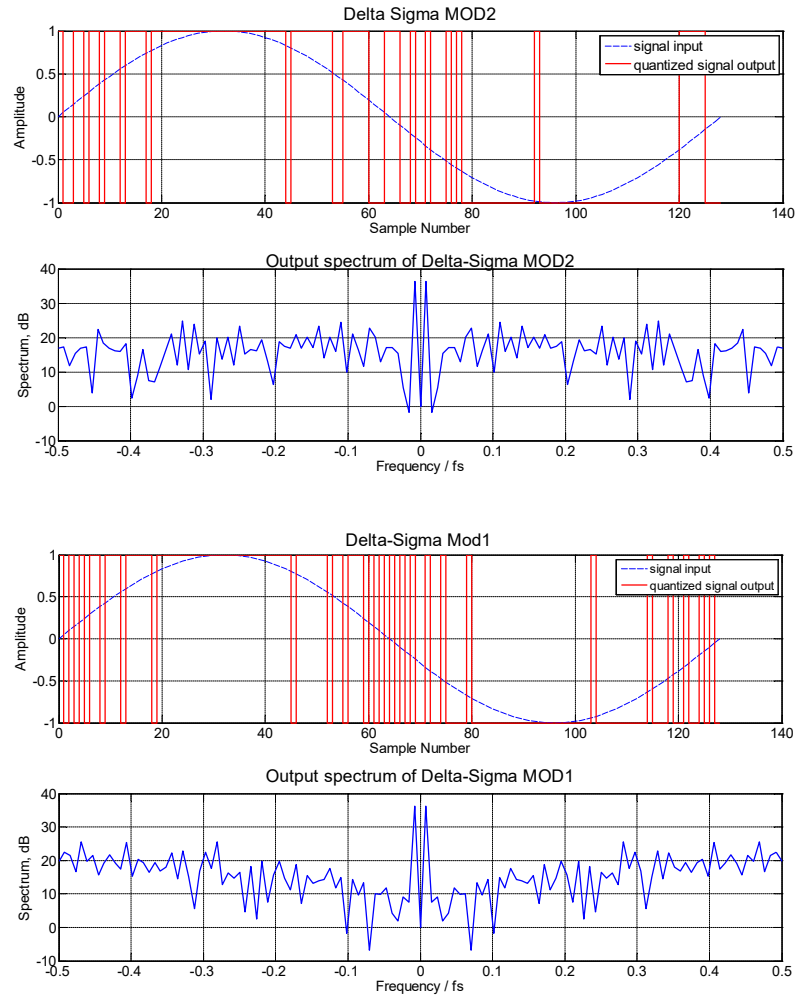 Delta Sigma MOD2
1
0.5
0
-0.5
-1
Amplitude
signal input
quantized signal output
0 20 40 60 80 100 120 140
Sample Number
Output spectrum of Delta-Sigma MOD2
40
30
20
10
0
-10
Spectrum, dB
-0.5 -0.4 -0.3 -0.2 -0.1 0 0.1 0.2 0.3 0.4 0.5
Frequency / fs
Delta-Sigma Mod1
1
0.5
0
-0.5
-1
Amplitude
signal input
quantized signal output
0 20 40 60 80 100 120 140
Sample Number
Output spectrum of Delta-Sigma MOD1
40
30
20
10
0
-10
Spectrum, dB
-0.5 -0.4 -0.3 -0.2 -0.1 0 0.1 0.2 0.3 0.4 0.5
Frequency / fs